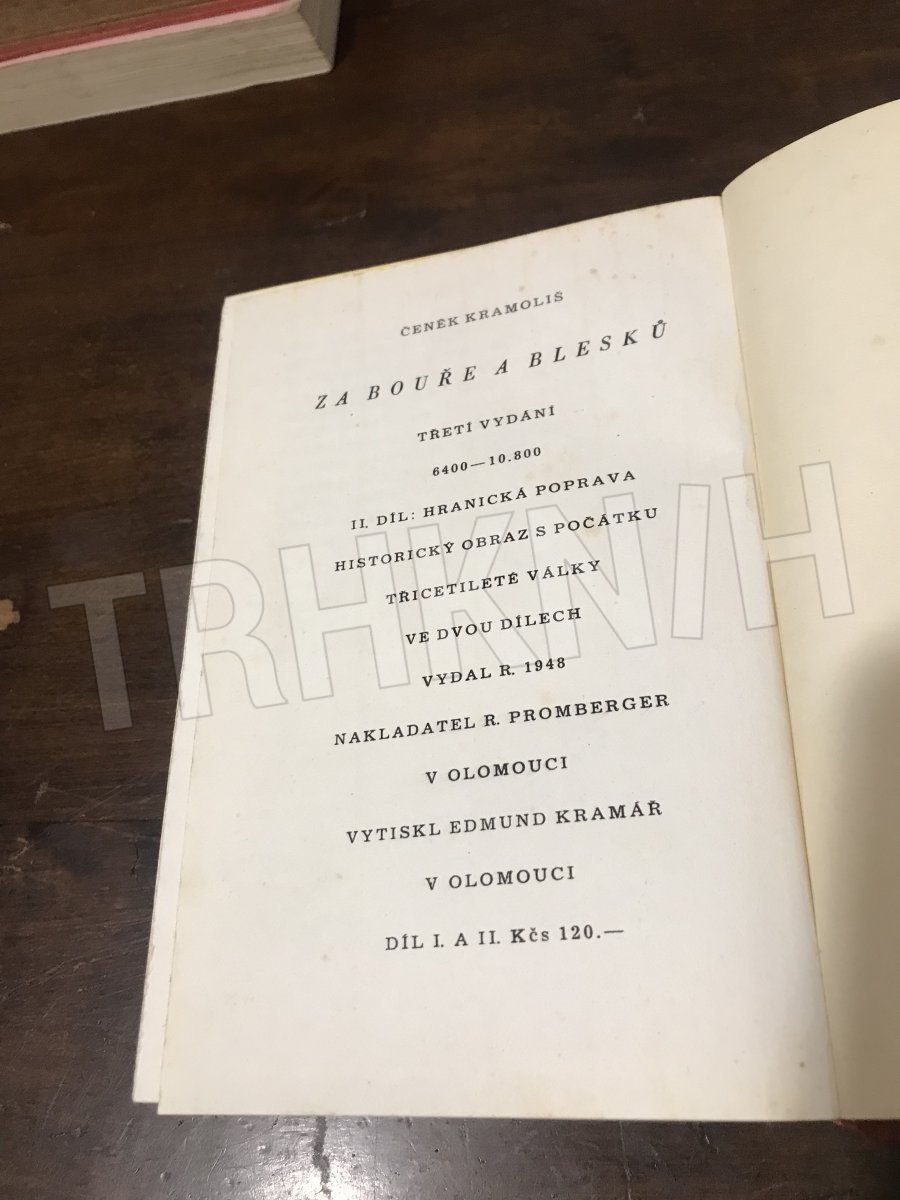 ČENĚK KRAMOLIŠ
ZA BOUŘE A BLESKŮ
TŘETÍ VYDÁNÍ
6400—10.800
II. DÍL: HRANICKÁ POPRAVA
HISTORICKÝ OBRAZ S POČÁTKU
TŘICETILETÉ VÁLKY
VE DVOU DÍLECH
VYDAL R. 1948
NAKLADATEL R. PROMBERGER
V OLOMOUCI
VYTISKL EDMUND KRAMÁŘ
V OLOMOUCI
DÍL I. A II. Kčs 120.—
TRHKNIH